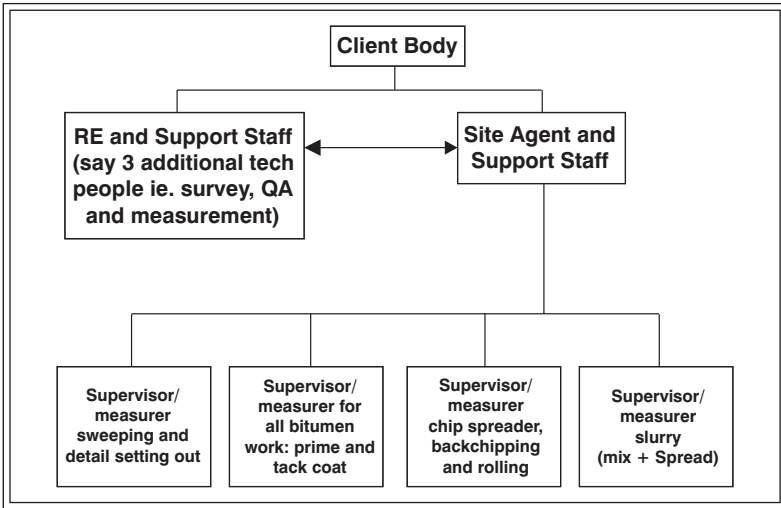 Client Body
RE and Support Staff
(say 3 additional tech
people ie. survey, QA
and measurement)
Site Agent and
Support Staff
Supervisor/
measurer
sweeping and
detail setting out
Supervisor/
measurer for
all bitumen
work: prime and
tack coat
Supervisor/
measurer
chip spreader,
backchipping
and rolling
Supervisor/
measurer
slurry
(mix + Spread)